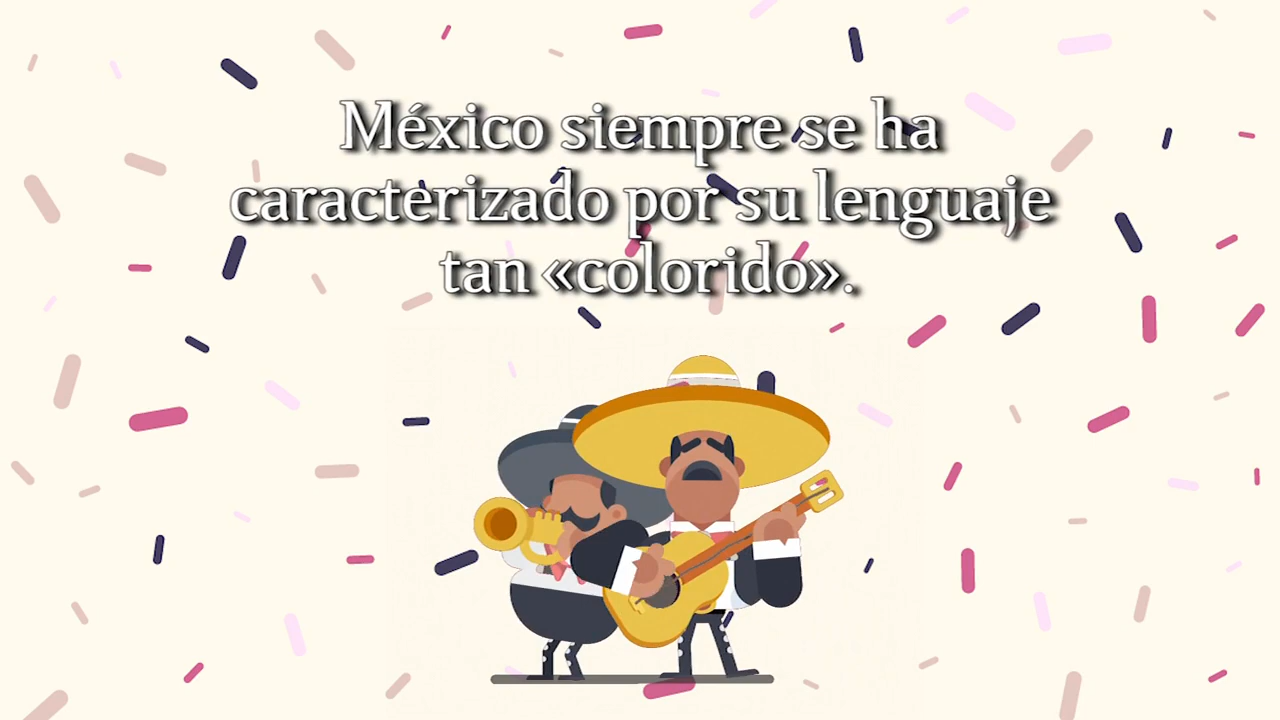 México siempre se ha
caracterizado por su lenguaje
tan «colorido».